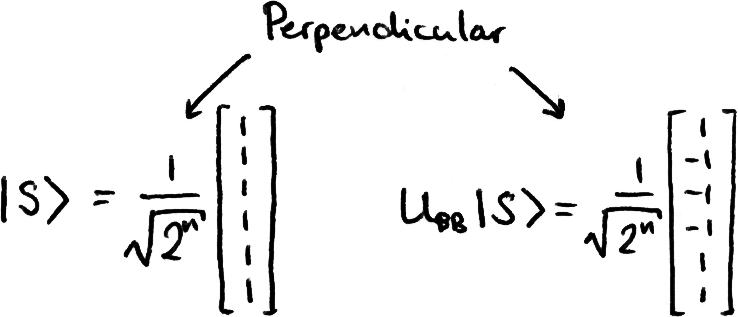 Perpendicular
|S> = 1/√2ⁿ [1 1 1 1 1 1]
U_BB |S> = 1/√2ⁿ [1 -1 -1 -1 1 1]